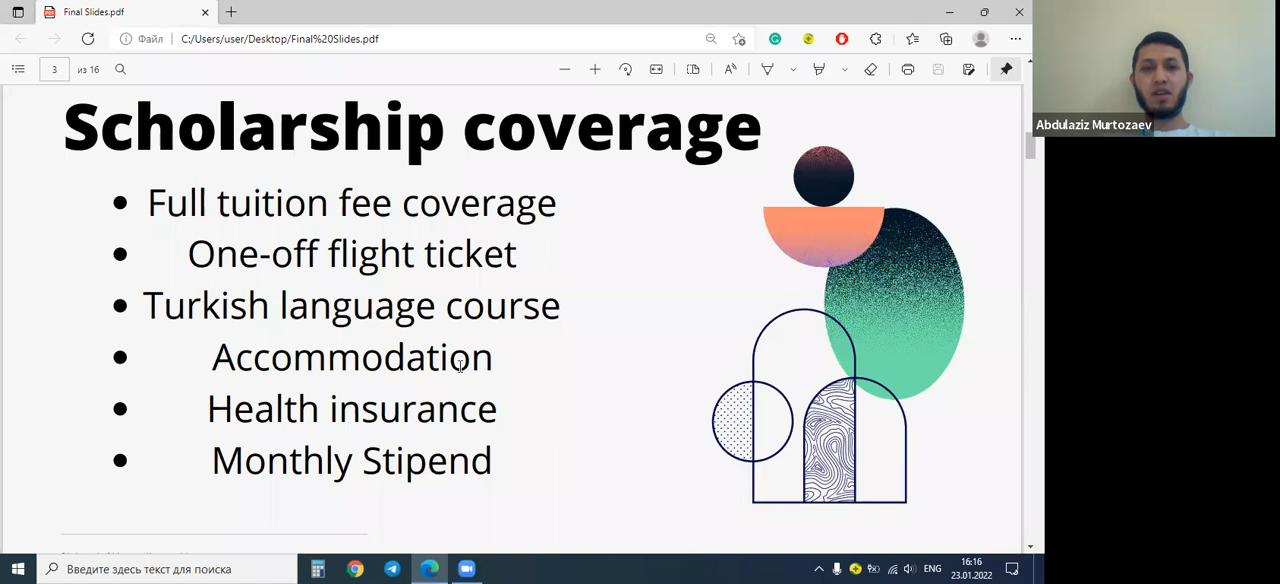 Final Slides.pdf
Файл
C:/Users/user/Desktop/Final%20Slides.pdf
3
из 16
Abdulaziz Murtozaev
Scholarship coverage
• Full tuition fee coverage
• One-off flight ticket
• Turkish language course
• Accommodation
• Health insurance
• Monthly Stipend
Введите здесь текст для поиска
ENG
16:16
23.01.2022